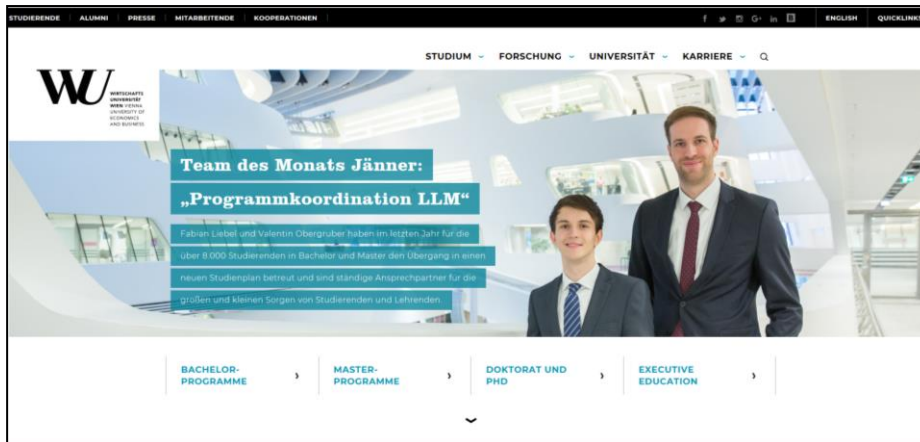 STUDIERENDE ALUMNI PRESSE MITARBEITENDE KOOPERATIONEN ENGLISH QUICKLINKS
STUDIUM FORSCHUNG UNIVERSITÄT KARRIERE
WU
WIRTSCHAFTS
UNIVERSITÄT
WIEN VIENNA
UNIVERSITY OF
ECONOMICS
AND BUSINESS
Team des Monats Jänner:
„Programmkoordination LLM“
Fabian Liebel und Valentin Obergruber haben im letzten Jahr für die
über 8.000 Studierenden in Bachelor und Master den Übergang in einen
neuen Studienplan betreut und sind ständige Ansprechpartner für die
großen und kleinen Sorgen von Studierenden und Lehrenden
BACHELOR-
PROGRAMME
MASTER-
PROGRAMME
DOKTORAT UND
PHD
EXECUTIVE
EDUCATION